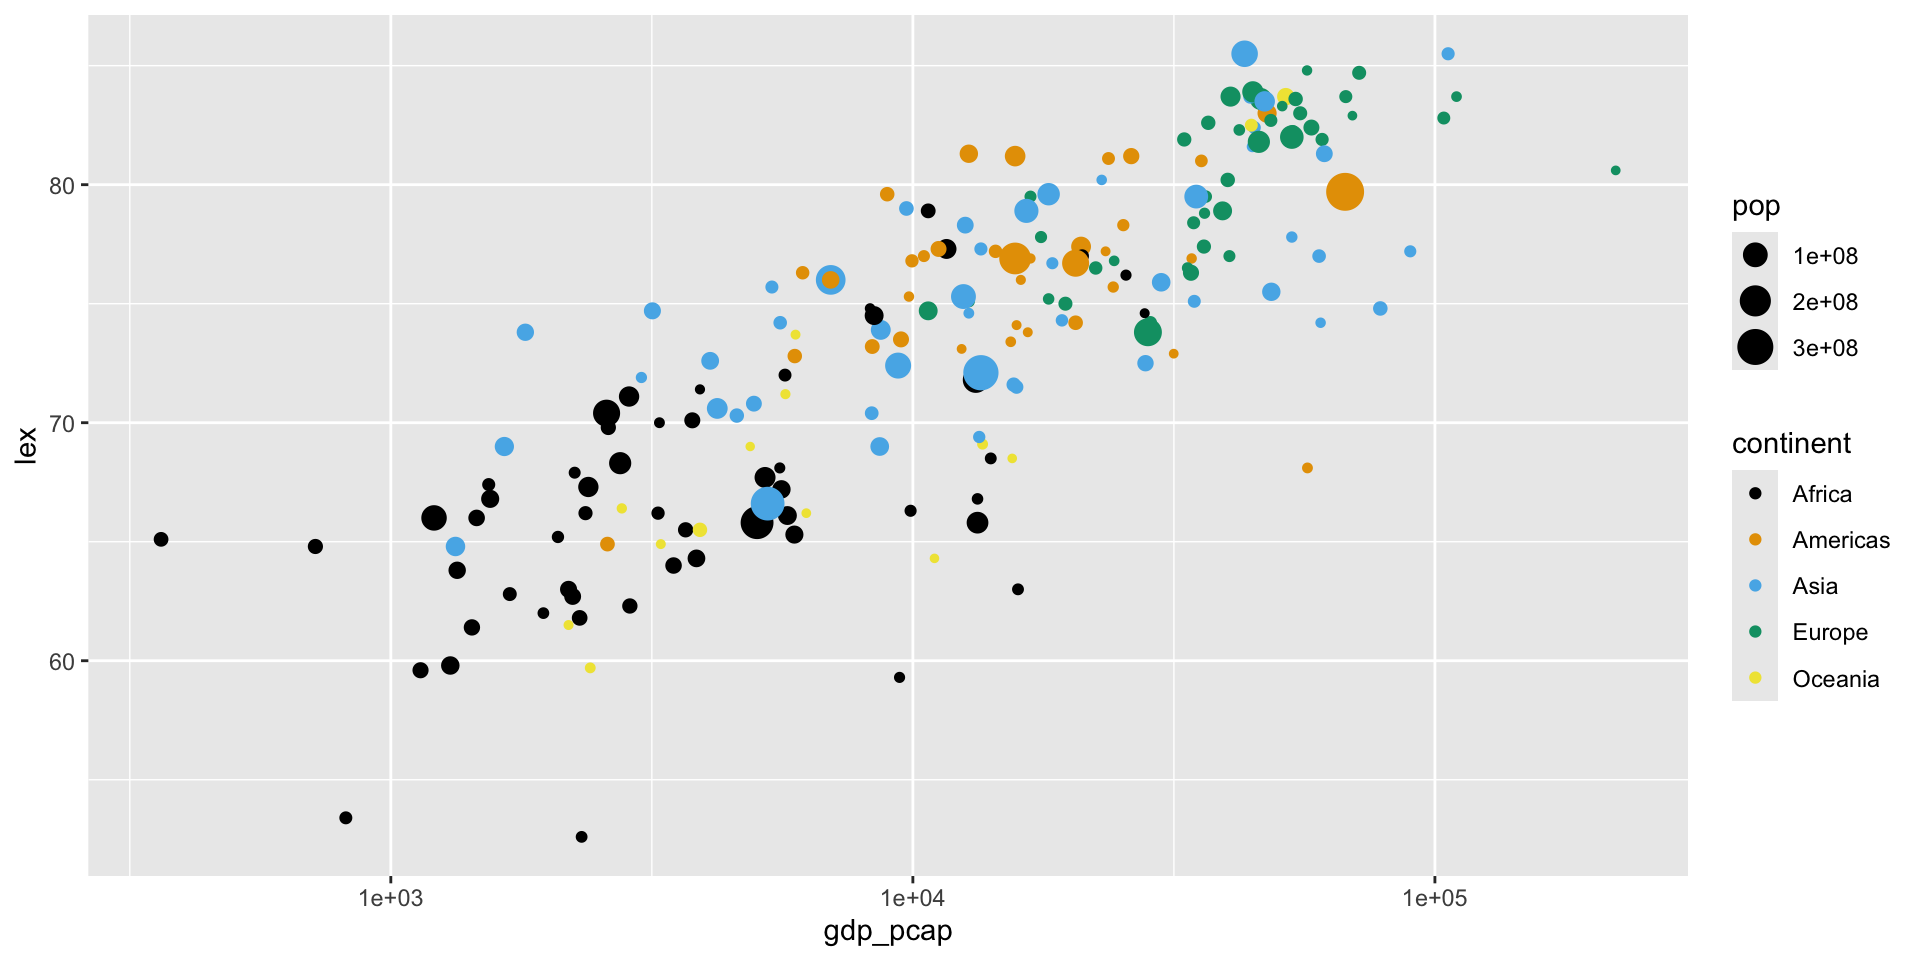 80
70
60
lex
1e+03
1e+04
1e+05
gdp_pcap
pop
1e+08
2e+08
3e+08
continent
Africa
Americas
Asia
Europe
Oceania